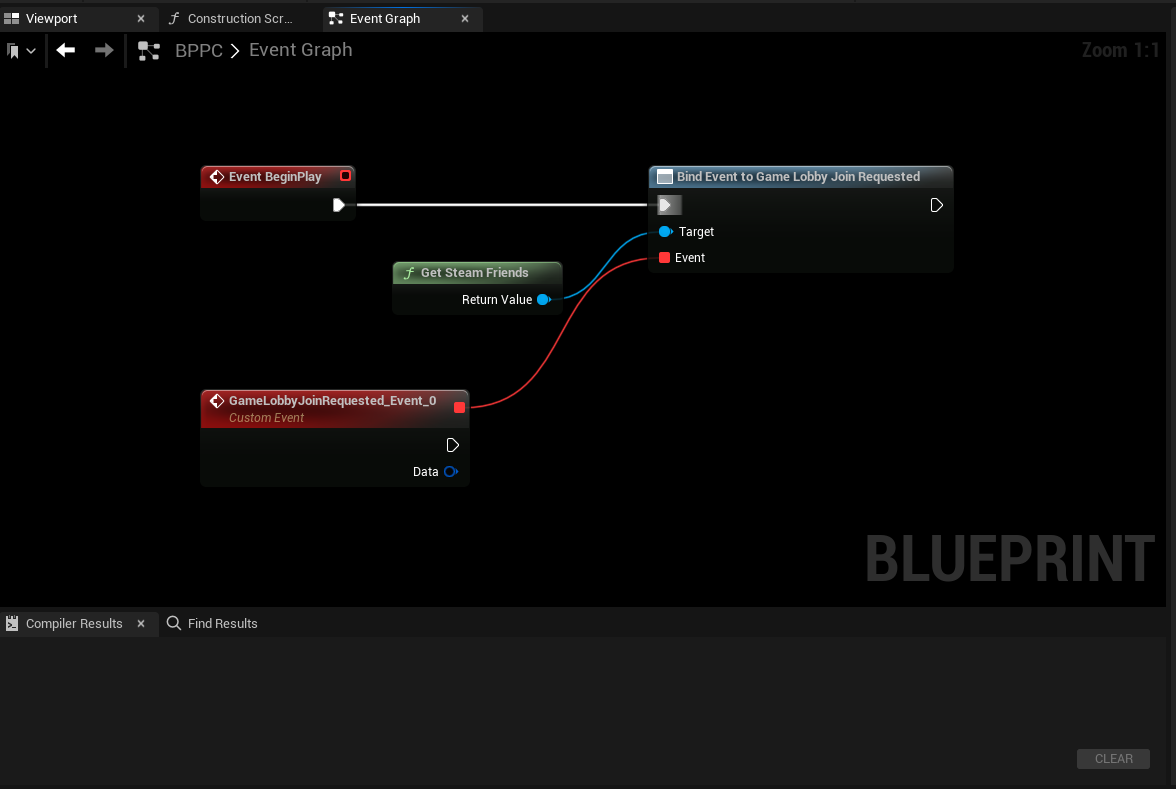 Viewport
Construction Scr...
Event Graph
BPPC > Event Graph
Zoom 1:1
Event BeginPlay
Bind Event to Game Lobby Join Requested
Target
Event
Get Steam Friends
Return Value
GameLobbyJoinRequested_Event_0
Custom Event
Data
BLUEPRINT
Compiler Results
Find Results
CLEAR